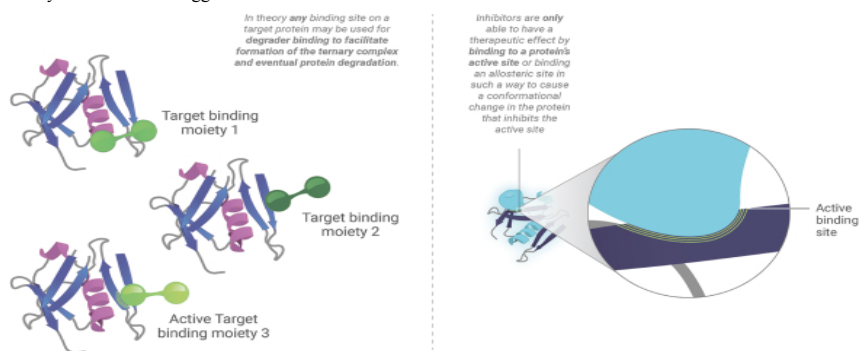 In theory any binding site on a
target protein may be used for
degrader binding to facilitate
formation of the ternary complex
and eventual protein degradation.
Target binding
moiety 1
Target binding
moiety 2
Active Target
binding moiety 3
Inhibitors are only
able to have a
therapeutic effect by
binding to a protein's
active site or binding
an allosteric site in
such a way to cause
a conformational
change in the protein
that inhibits the
active site
Active
binding
site